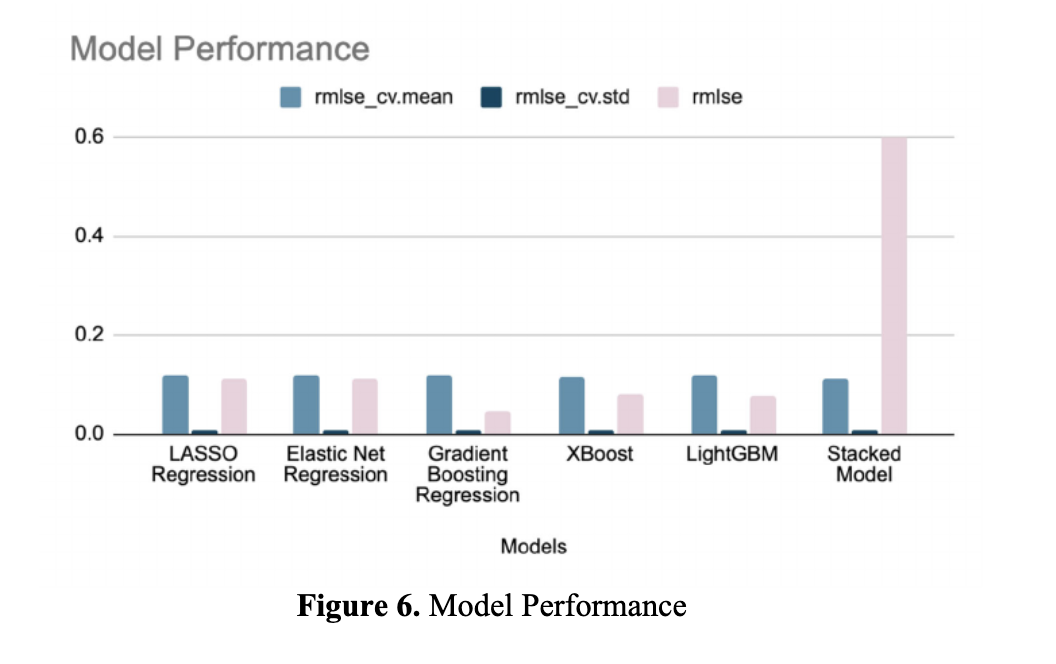 Model Performance
rmlse_cv.mean rmlse_cv.std rmlse
0.6
0.4
0.2
0.0
LASSO Regression
Elastic Net Regression
Gradient Boosting Regression
XBoost
LightGBM
Stacked Model
Models
Figure 6. Model Performance